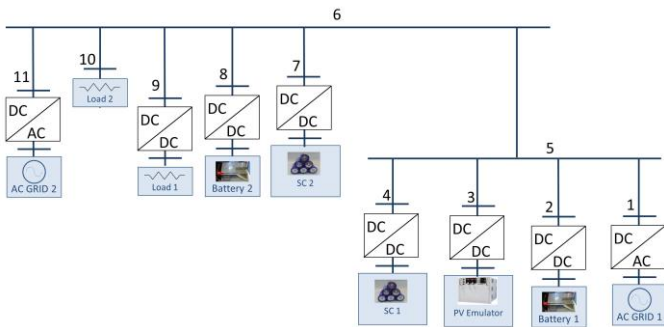 6
11
10
9
8
7
DC
AC
Load 2
DC
DC
DC
DC
DC
DC
AC GRID 2
Load 1
Battery 2
SC 2
5
4
3
2
1
DC
DC
DC
DC
DC
DC
DC
AC
SC 1
PV Emulator
Battery 1
AC GRID 1